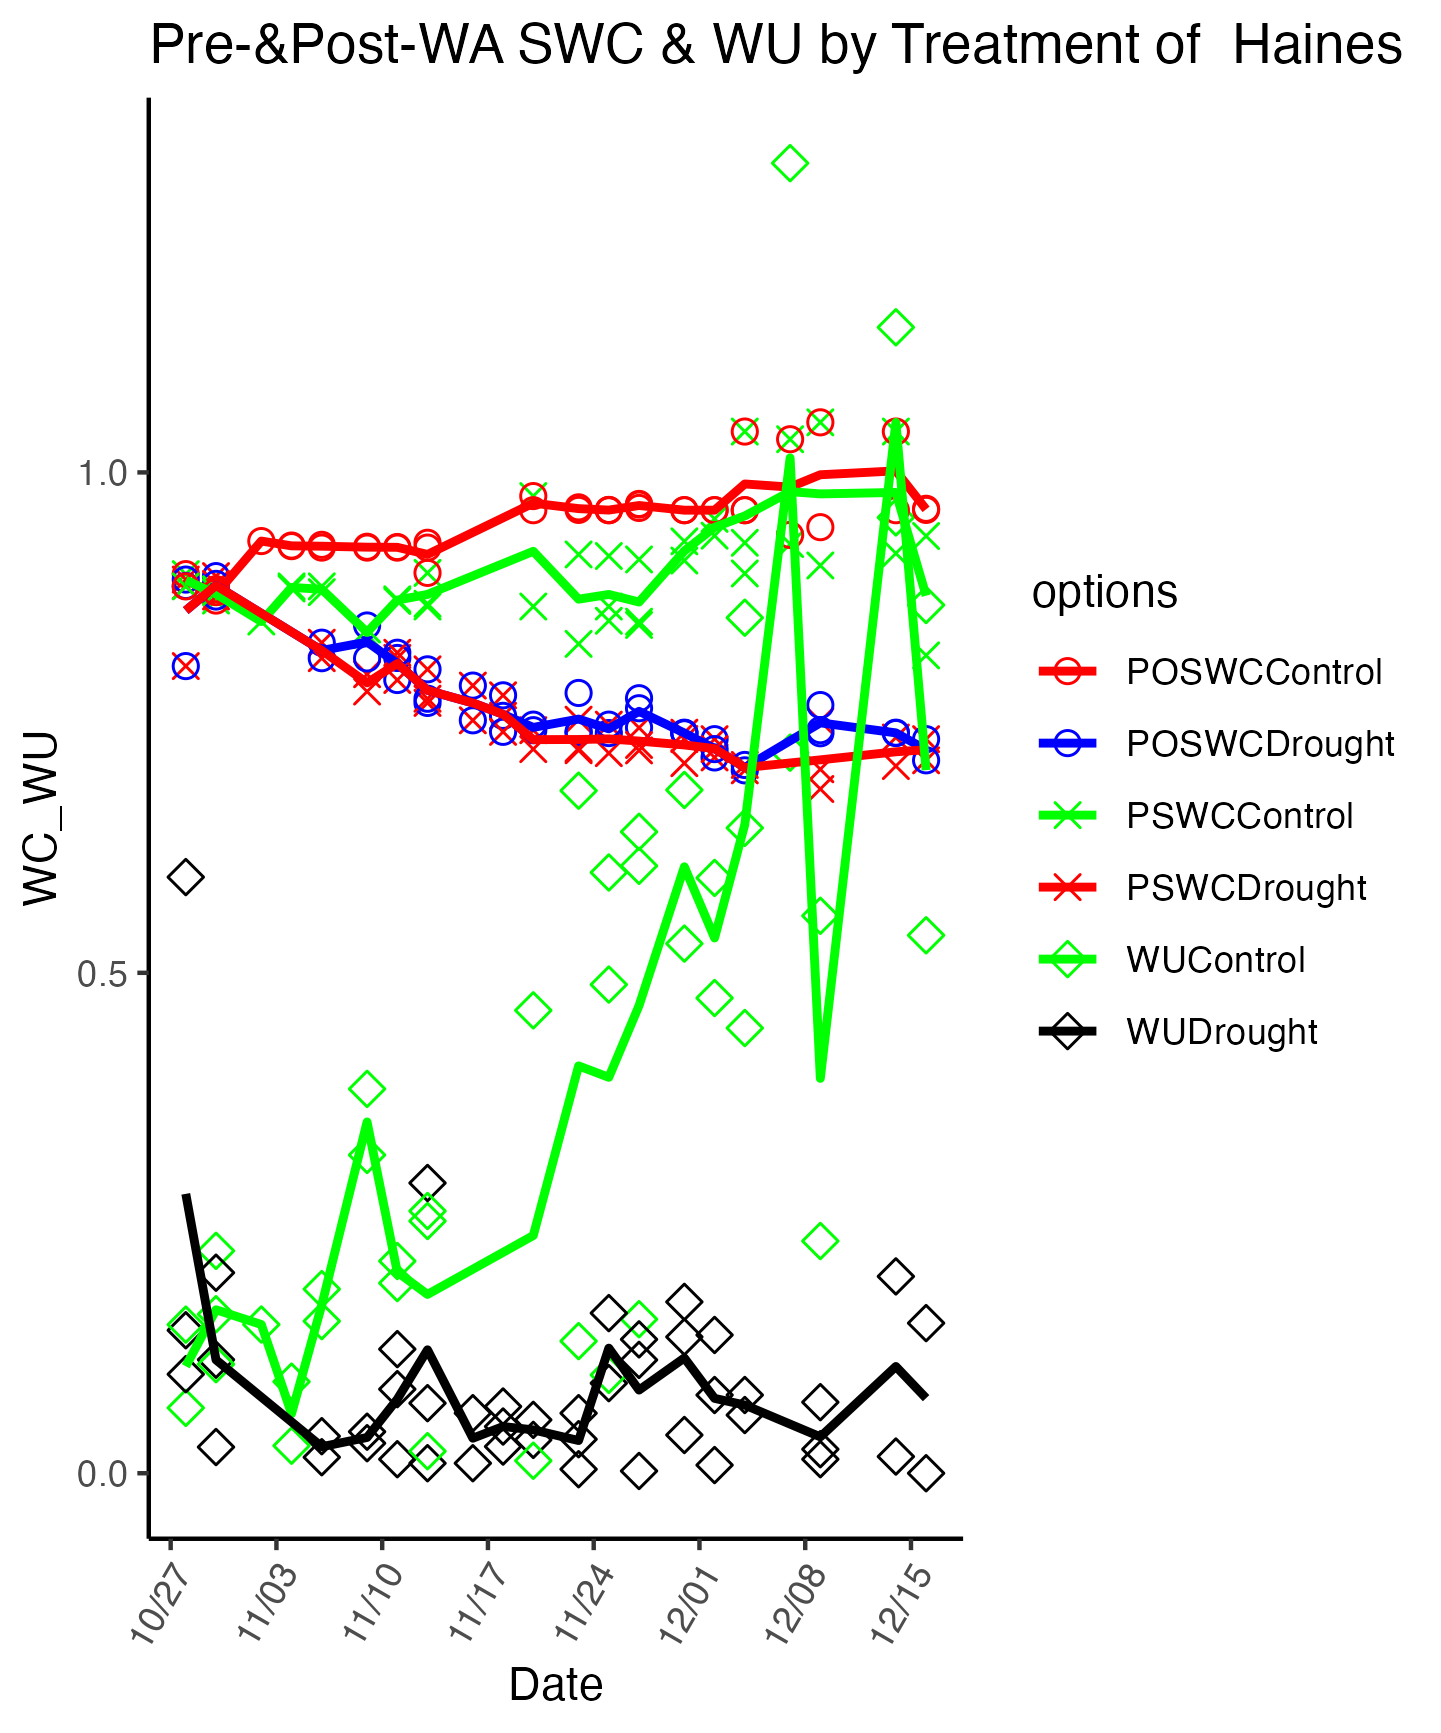 Pre-&Post-WA SWC & WU by Treatment of  Haines
WC_WU
1.0
0.5
0.0
10/27
11/03
11/10
11/17
11/24
12/01
12/08
12/15
Date
options
POSWCControl
POSWCDrought
PSWCControl
PSWCDrought
WUControl
WUDrought